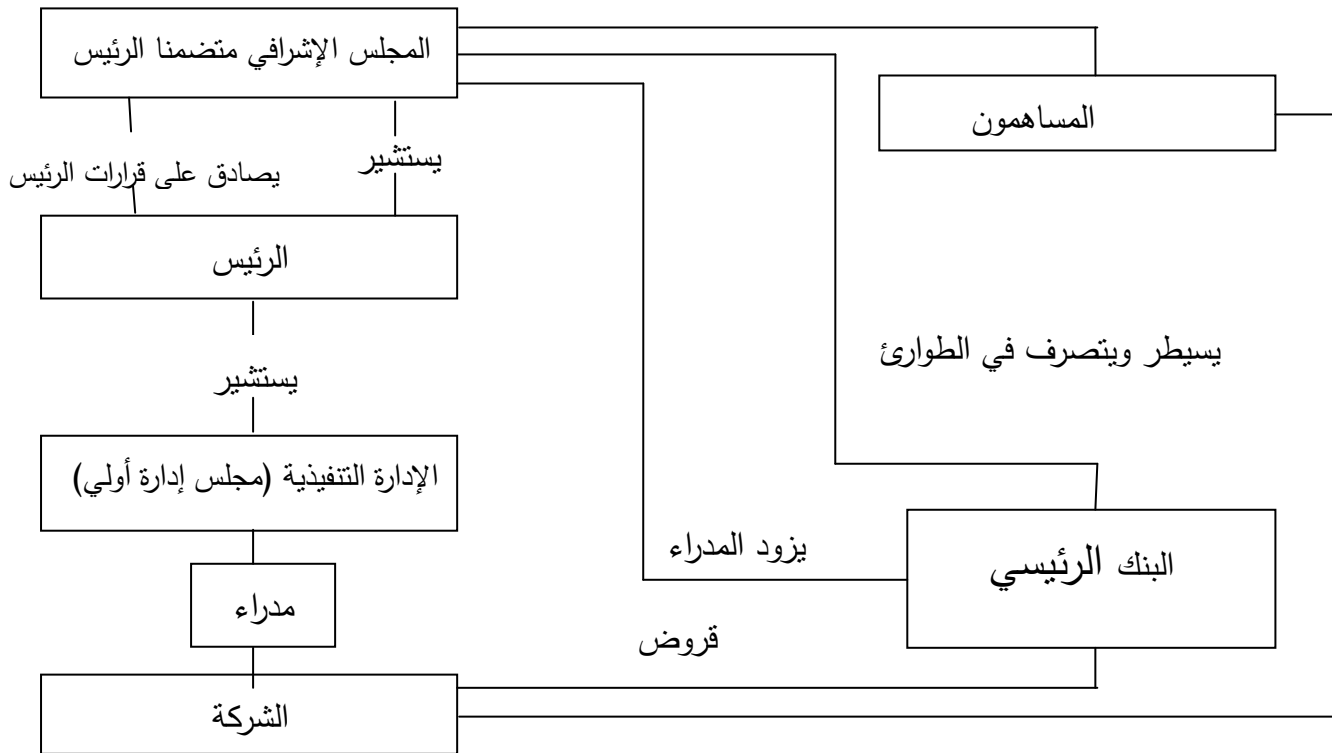 المجلس الإشرافي متضمنا الرئيس
المساهمون
يستشير
يصادق على قرارات الرئيس
الرئيس
يسيطر ويتصرف في الطوارئ
يستشير
الإدارة التنفيذية (مجلس إدارة أولي)
يزود المدراء
البنك الرئيسي
مدراء
قروض
الشركة